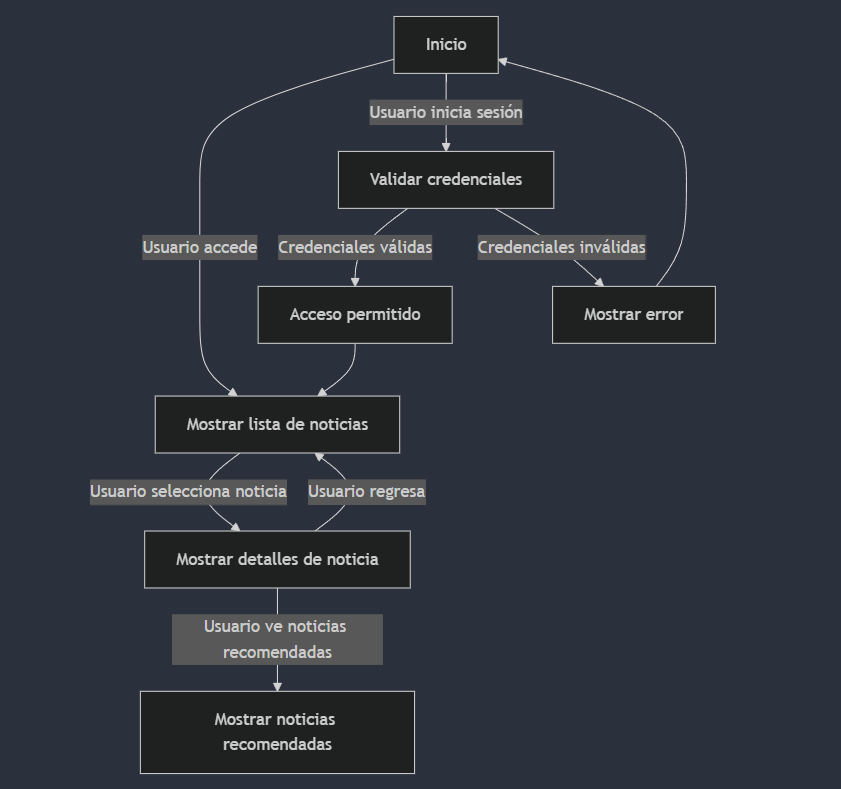 Inicio
Usuario inicia sesión
Validar credenciales
Usuario accede
Credenciales válidas
Credenciales inválidas
Acceso permitido
Mostrar error
Mostrar lista de noticias
Usuario selecciona noticia
Usuario regresa
Mostrar detalles de noticia
Usuario ve noticias
recomendadas
Mostrar noticias
recomendadas